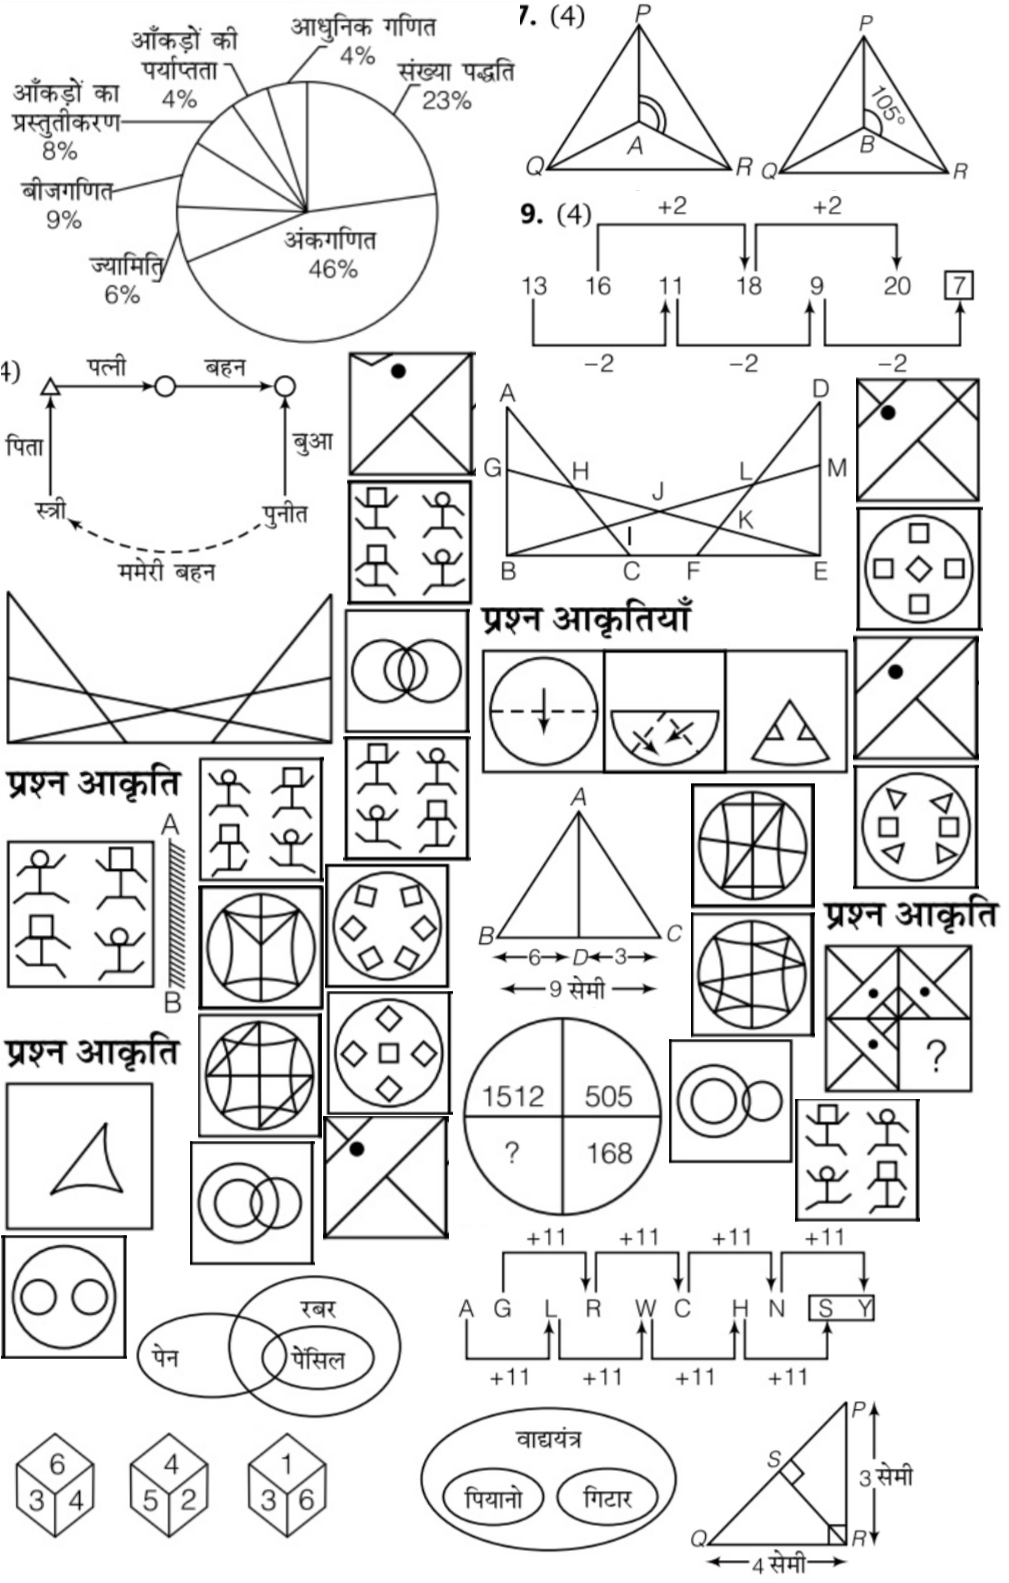 आँकड़ों की
पर्याप्तता
4%
आधुनिक गणित
4%
संख्या पद्धति
23%
आँकड़ों का
प्रस्तुतीकरण
8%
बीजगणित
9%
ज्यामिति
6%
अंकगणित
46%
7. (4)
P
A
Q
R
P
105°
B
Q
R
9. (4)
+2
+2
13 16 11 18 9 20 7
−2
−2
−2
4)
पत्नी
बहन
पिता
बुआ
स्त्री
पुनीत
ममेरी बहन
A
D
G
H
L
M
J
K
I
B
C
F
E
प्रश्न आकृतियाँ
प्रश्न आकृति
A
B
A
B
C
6
D
3
9 सेमी
प्रश्न आकृति
?
प्रश्न आकृति
1512
505
?
168
रबर
पेन
पेंसिल
+11 +11 +11 +11
A G L R W C H N S Y
+11 +11 +11 +11
6
3 4
4
5 2
1
3 6
वाद्ययंत्र
पियानो
गिटार
P
S
3 सेमी
Q
R
4 सेमी